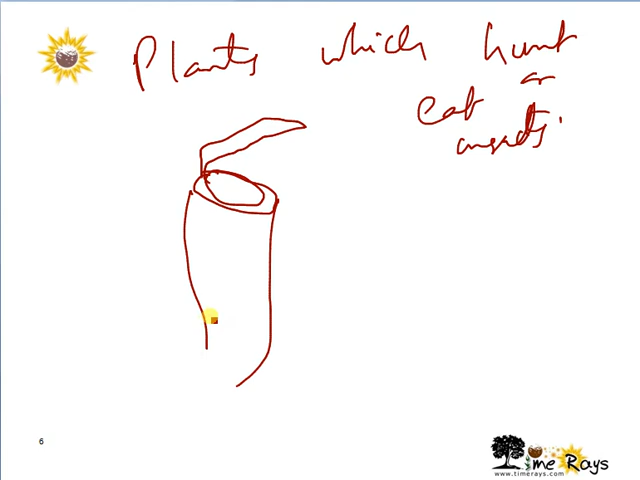 Plants which hunt
or
eat
insects.
6
Time Rays
www.timerays.com